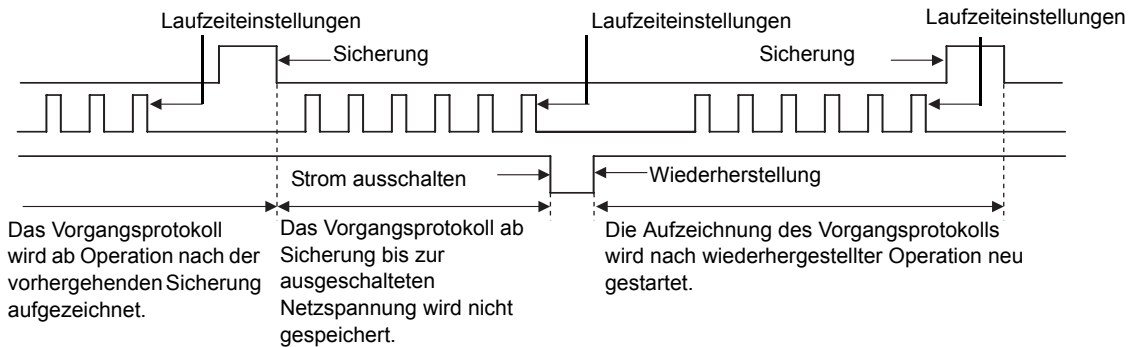 Laufzeiteinstellungen
Laufzeiteinstellungen
Laufzeiteinstellungen
Sicherung
Sicherung
Strom ausschalten
Wiederherstellung
Das Vorgangsprotokoll
wird ab Operation nach der
vorhergehenden Sicherung
aufgezeichnet.
Das Vorgangsprotokoll ab
Sicherung bis zur
ausgeschalteten
Netzspannung wird nicht
gespeichert.
Die Aufzeichnung des Vorgangsprotokolls
wird nach wiederhergestellter Operation neu
gestartet.